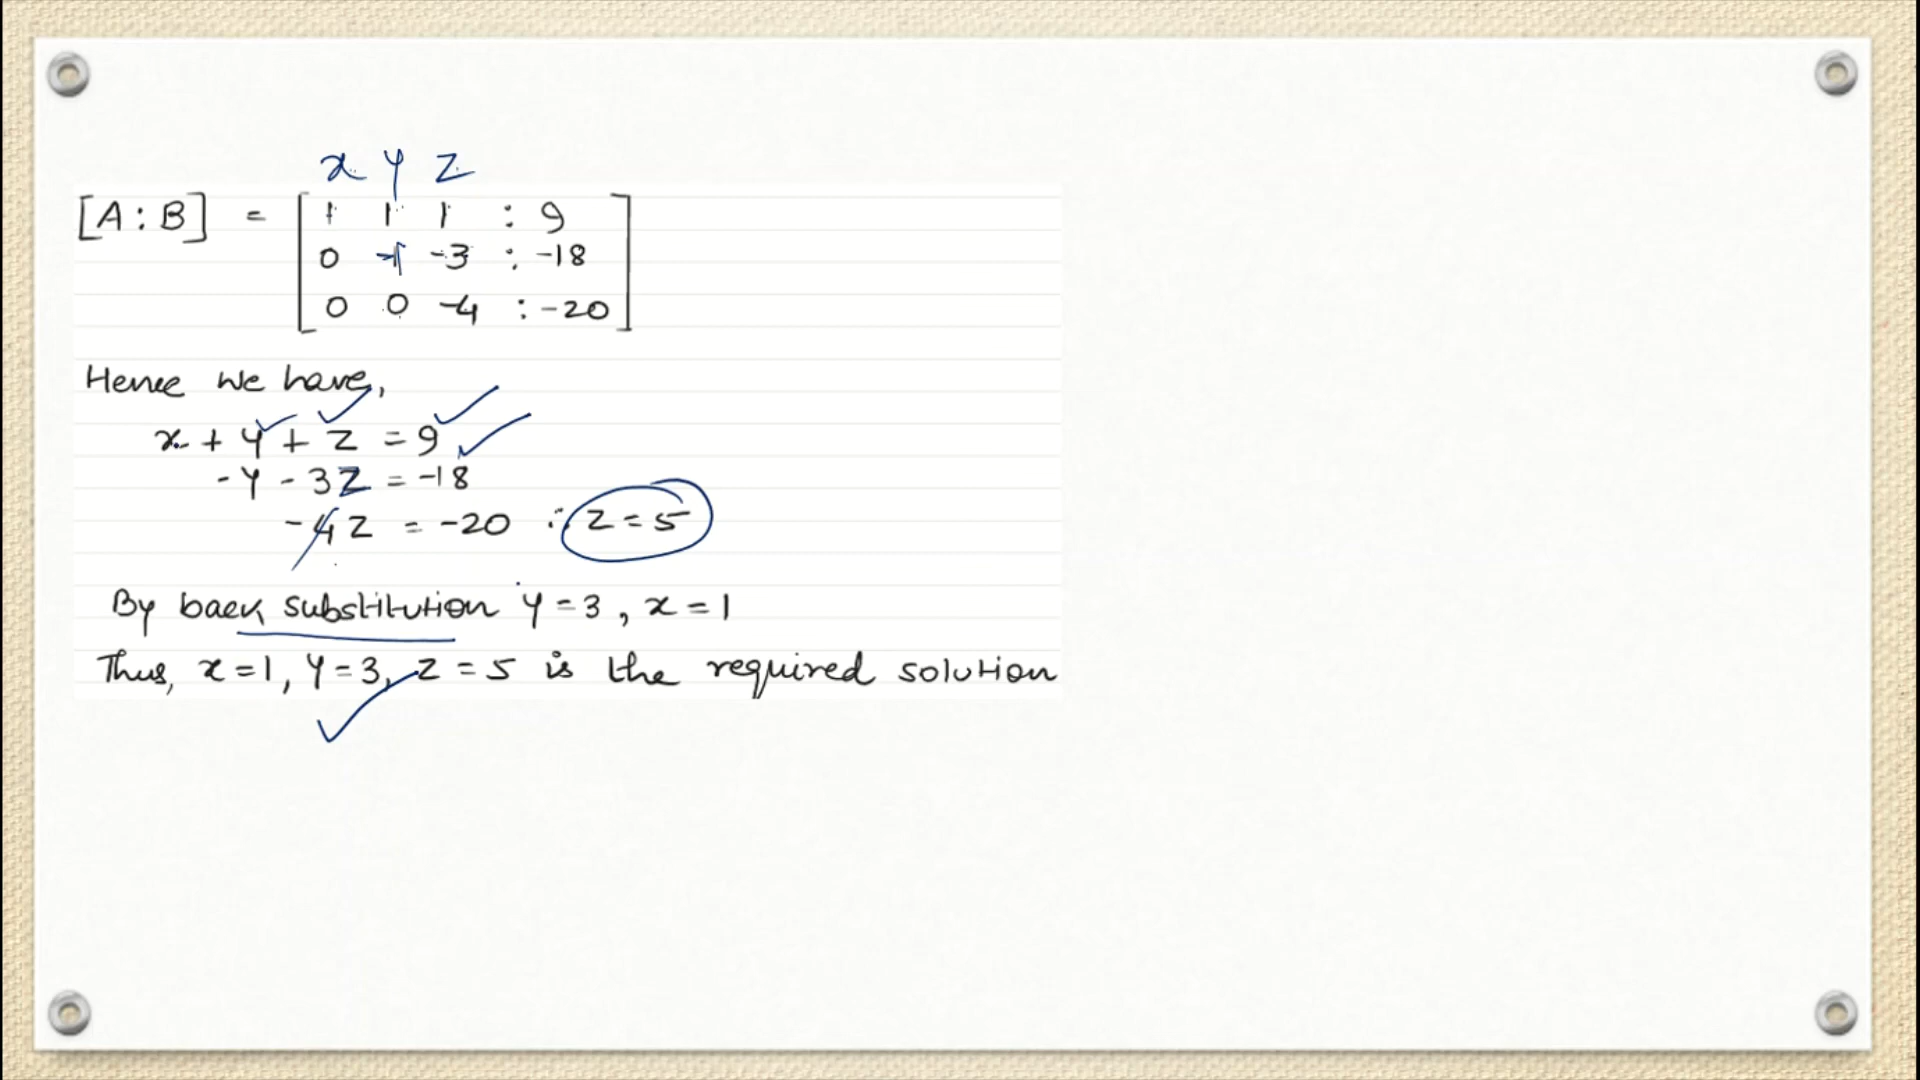 x y z
[A : B] = [ 1 1 1 : 9
0 -1 -3 : -18
0 0 -4 : -20 ]
Hence we have,
x + y + z = 9
-y - 3z = -18
-4z = -20 ∴ z = 5
By back substitution y = 3, x = 1
Thus, x = 1, y = 3, z = 5 is the required solution